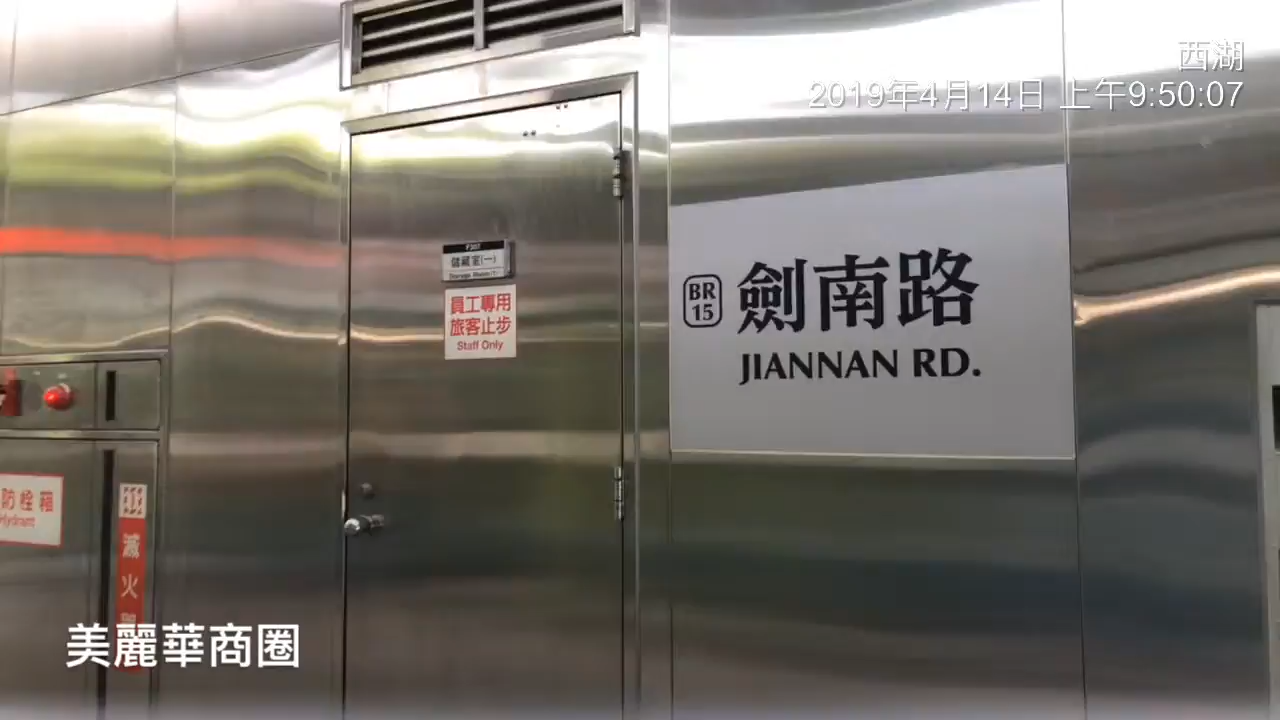 西湖
2019年4月14日 上午9:50:07
儲藏室(一)
員工專用
旅客止步
Staff Only
BR
15
劍南路
JIANNAN RD.
防栓箱
Hydrant
滅火
美麗華商圈